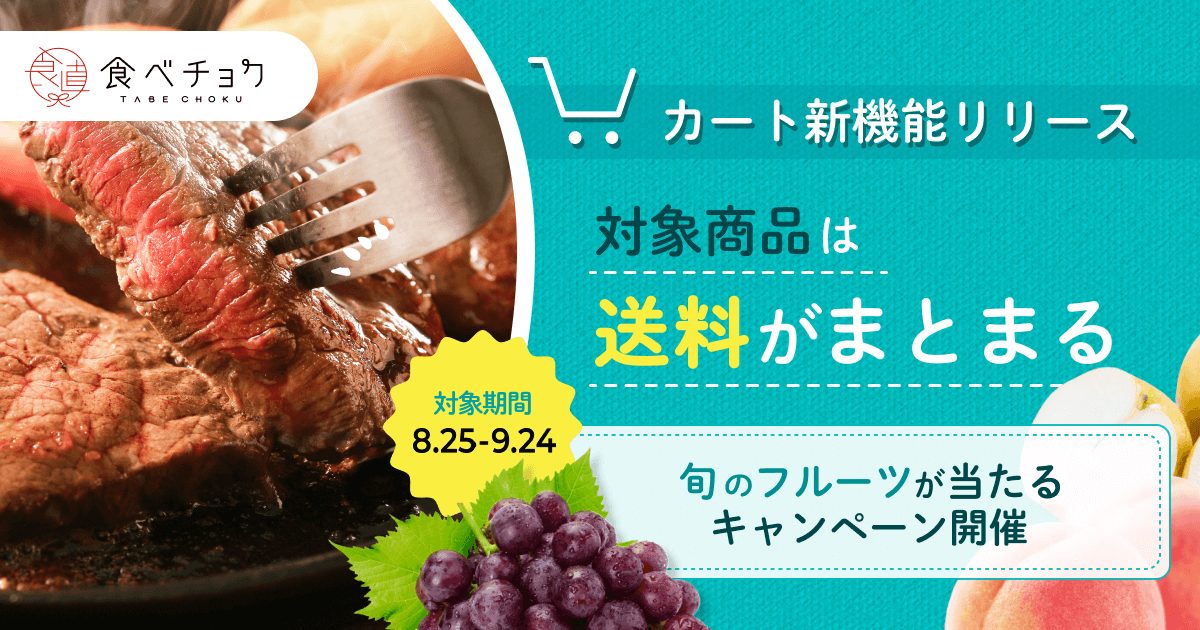 食直
食べチョク
TABE CHOKU
カート新機能リリース
対象商品は
送料がまとまる
対象期間
8.25-9.24
旬のフルーツが当たる
キャンペーン開催